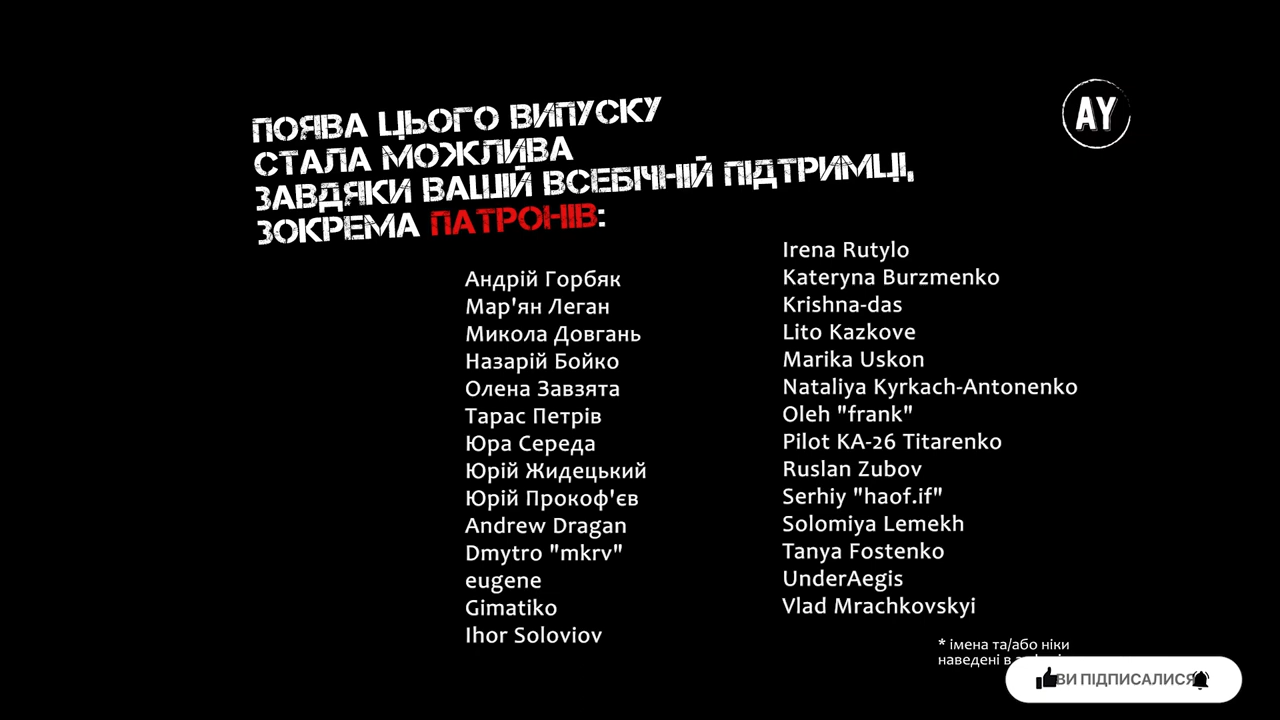 ПОЯВА ЦЬОГО ВИПУСКУ
СТАЛА МОЖЛИВА
ЗАВДЯКИ ВАШІЙ ВСЕБІЧНІЙ ПІДТРИМЦІ,
ЗОКРЕМА ПАТРОНІВ:
AY
Андрій Горбяк
Мар'ян Леган
Микола Довгань
Назарій Бойко
Олена Завзята
Тарас Петрів
Юра Середа
Юрій Жидецький
Юрій Прокоф'єв
Andrew Dragan
Dmytro "mkrv"
eugene
Gimatiko
Ihor Soloviov
Irena Rutylo
Kateryna Burzmenko
Krishna-das
Lito Kazkove
Marika Uskon
Nataliya Kyrkach-Antonenko
Oleh "frank"
Pilot KA-26 Titarenko
Ruslan Zubov
Serhiy "haof.if"
Solomiya Lemekh
Tanya Fostenko
UnderAegis
Vlad Mrachkovskyi
* імена та/або ніки
наведені в
ВИ ПІДПИСАЛИСЯ